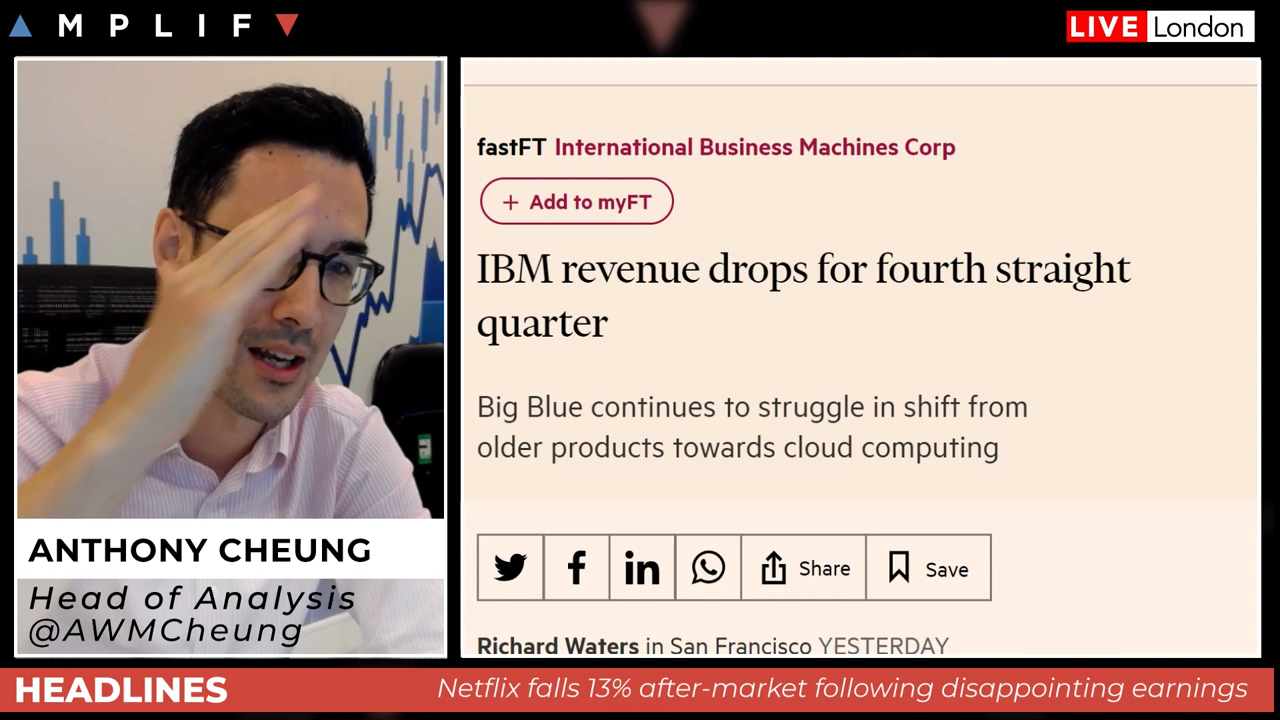 AMPLIFY
LIVE London
fastFT International Business Machines Corp
+ Add to myFT
IBM revenue drops for fourth straight
quarter
Big Blue continues to struggle in shift from
older products towards cloud computing
Share
Save
Richard Waters in San Francisco YESTERDAY
ANTHONY CHEUNG
Head of Analysis
@AWMCheung
HEADLINES
Netflix falls 13% after-market following disappointing earnings